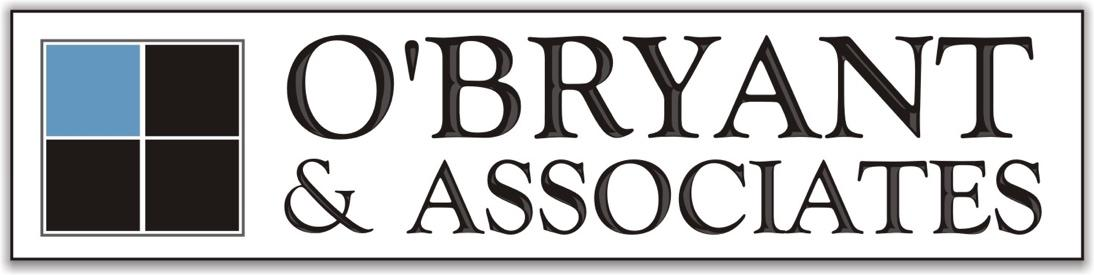 O'BRYANT
& ASSOCIATES